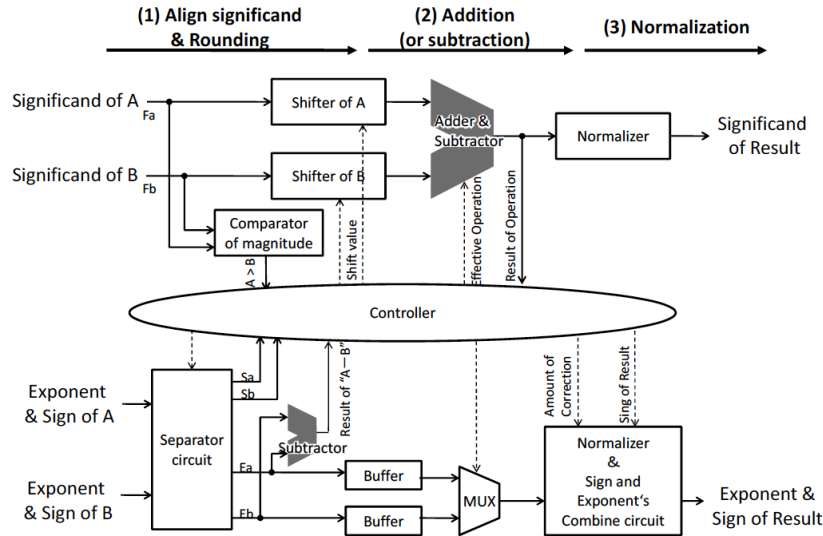 (1) Align significand
& Rounding
(2) Addition
(or subtraction)
(3) Normalization
Significand of A
Fa
Shifter of A
Adder &
Subtractor
Normalizer
Significand
of Result
Significand of B
Fb
Shifter of B
Comparator
of magnitude
A > B
Shift value
Effective Operation
Result of Operation
Controller
Exponent
& Sign of A
Separator
circuit
Sa
Sb
Result of "A—B"
Subtractor
Amount of
Correction
Sing of Result
Ea
Buffer
MUX
Normalizer
&
Sign and
Exponent's
Combine circuit
Exponent
& Sign of B
Eb
Buffer
Exponent &
Sign of Result